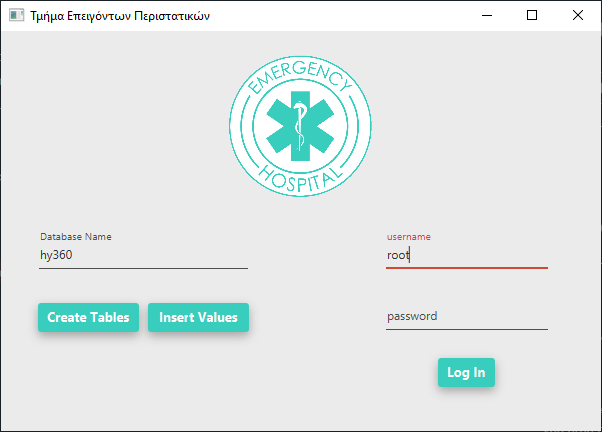 Τμήμα Επειγόντων Περιστατικών
EMERGENCY
HOSPITAL
Database Name
hy360
username
root
Create Tables
Insert Values
password
Log In